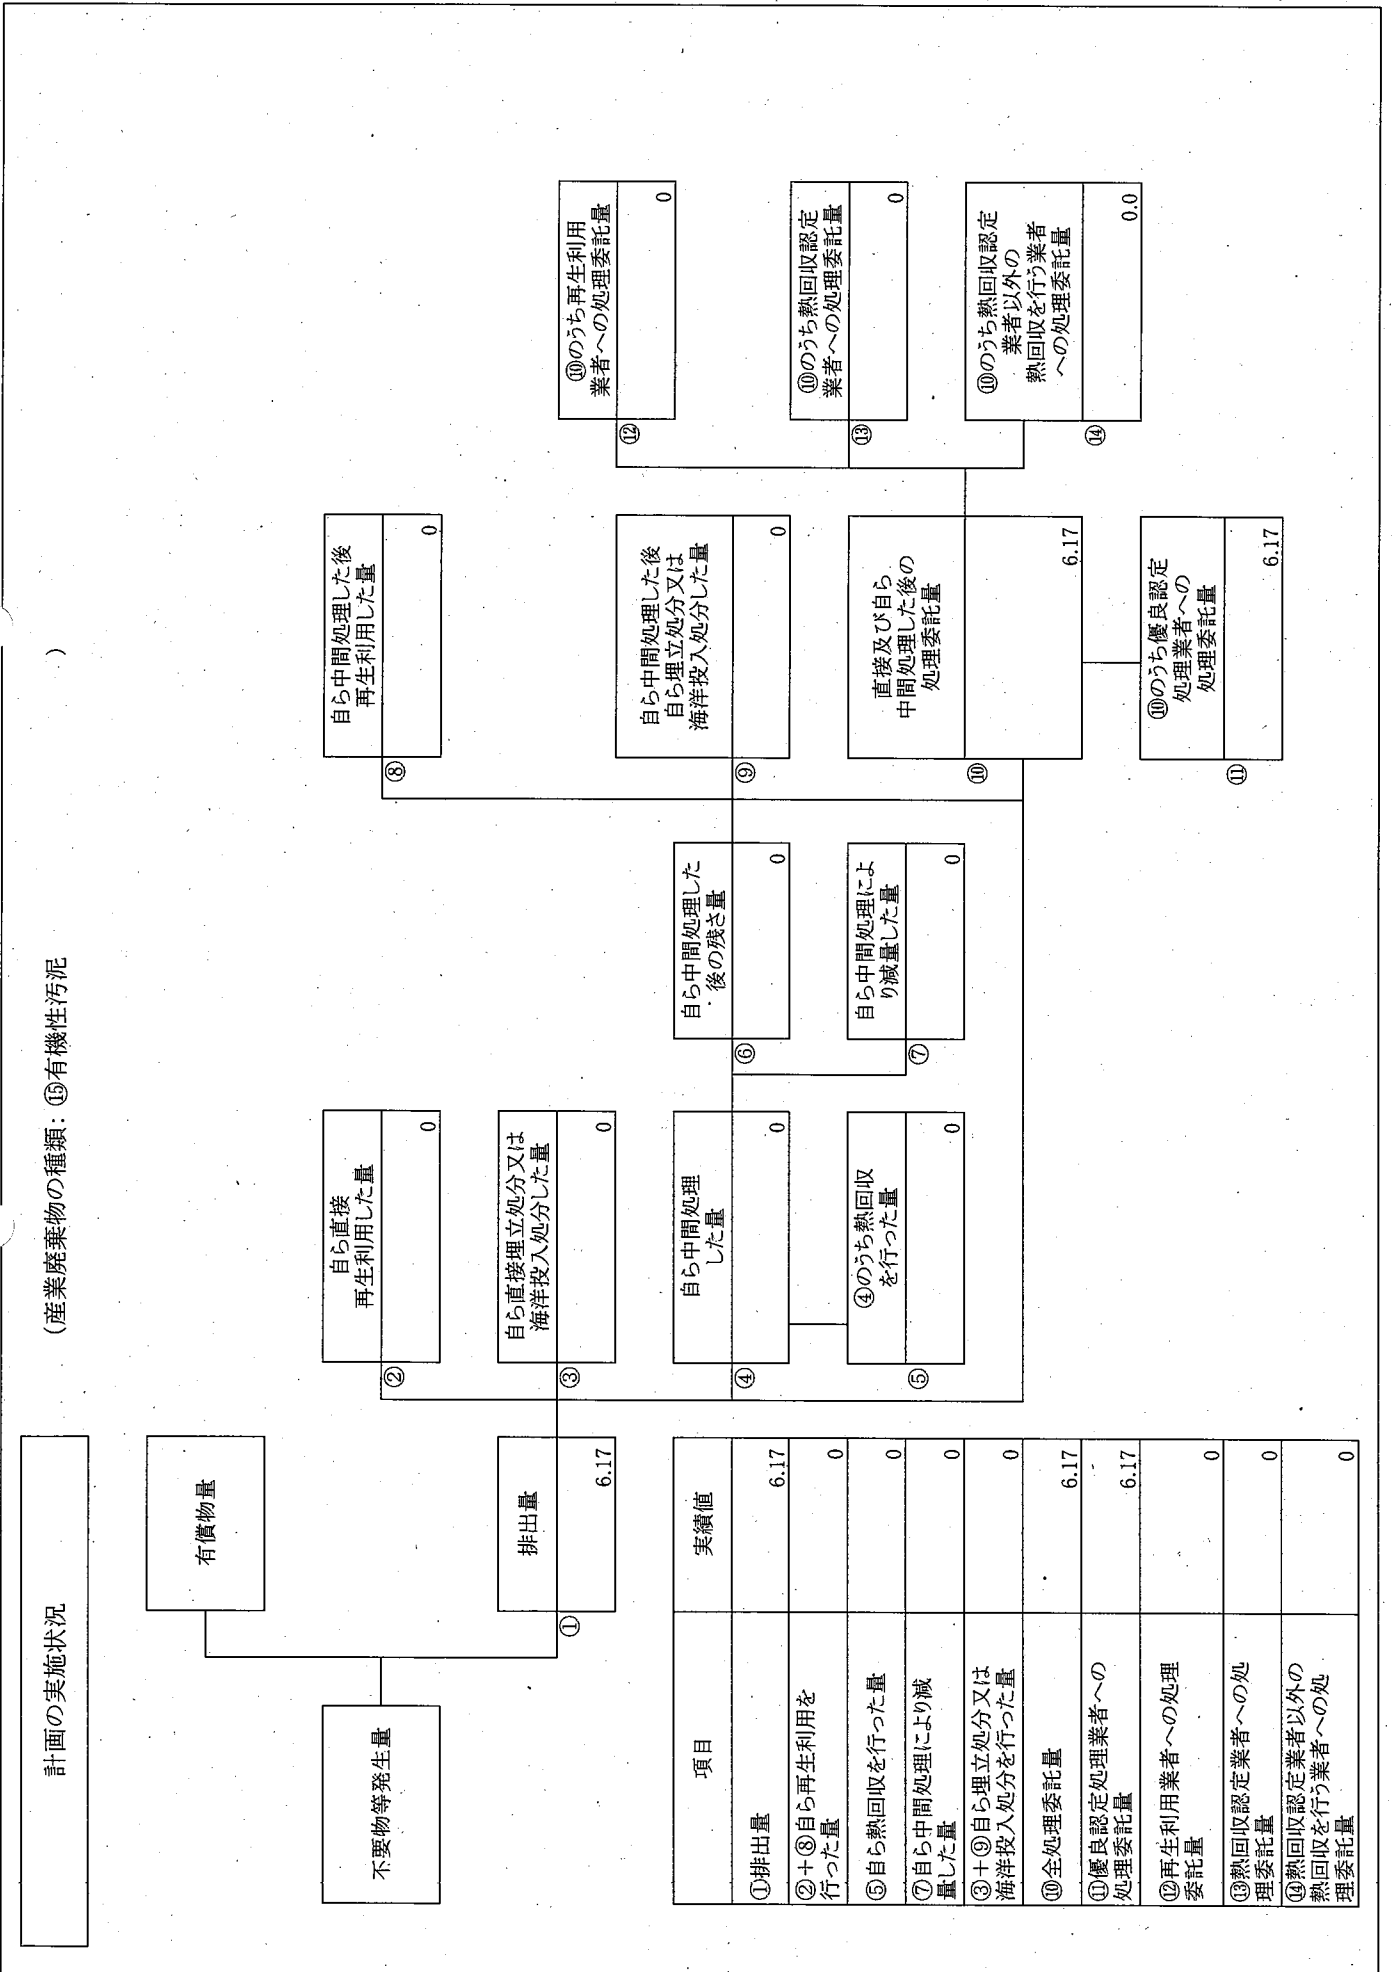 計画の実施状況
(産業廃棄物の種類：⑮有機性汚泥
)
不要物等発生量
有償物量
①
排出量
6.17
②
自ら直接
再生利用した量
0
③
自ら直接埋立処分又は
海洋投入処分した量
0
④
自ら中間処理
した量
0
⑤
④のうち熱回収
を行った量
0
⑥
自ら中間処理した
後の残さ量
0
⑦
自ら中間処理によ
り減量した量
0
⑧
自ら中間処理した後
再生利用した量
0
⑨
自ら中間処理した後
自ら埋立処分又は
海洋投入処分した量
0
⑩
直接及び自ら
中間処理した後の
処理委託量
6.17
⑪
⑩のうち優良認定
処理業者への
処理委託量
6.17
⑫
⑩のうち再生利用
業者への処理委託量
0
⑬
⑩のうち熱回収認定
業者への処理委託量
0
⑭
⑩のうち熱回収認定
業者以外の
熱回収を行う業者
への処理委託量
0.0
項目 実績値
①排出量 6.17
②＋⑧自ら再生利用を
行った量 0
⑤自ら熱回収を行った量 0
⑦自ら中間処理により減
量した量 0
③＋⑨自ら埋立処分又は
海洋投入処分を行った量 0
⑩全処理委託量 6.17
⑪優良認定処理業者への
処理委託量 6.17
⑫再生利用業者への処理
委託量 0
⑬熱回収認定業者への処
理委託量 0
⑭熱回収認定業者以外の
熱回収を行う業者への処
理委託量 0